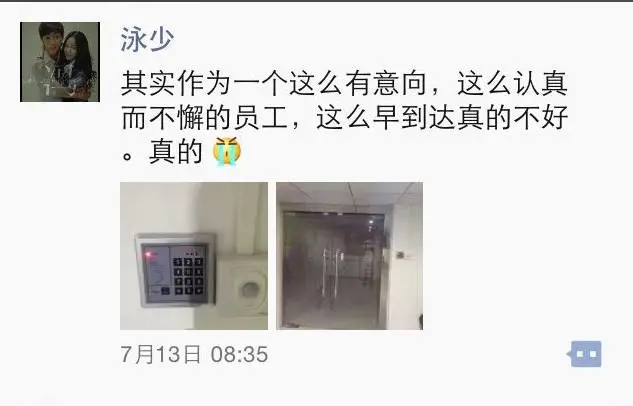 泳少
其实作为一个这么有意向，这么认真
而不懈的员工，这么早到达真的不好
。真的
7月13日 08:35